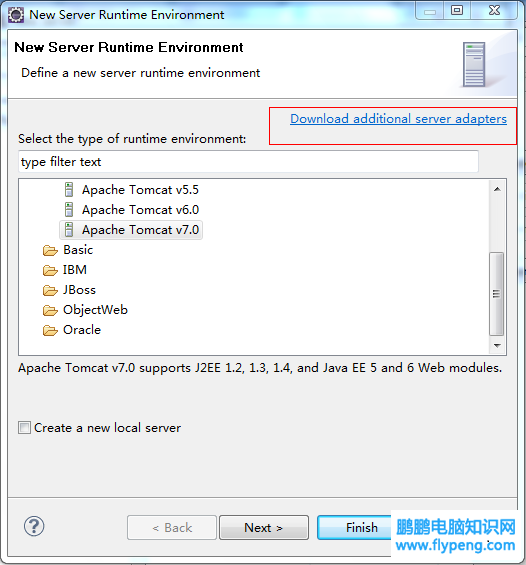 New Server Runtime Environment
New Server Runtime Environment
Define a new server runtime environment
Download additional server adapters
Select the type of runtime environment:
type filter text
Apache Tomcat v5.5
Apache Tomcat v6.0
Apache Tomcat v7.0
Basic
IBM
JBoss
ObjectWeb
Oracle
Apache Tomcat v7.0 supports J2EE 1.2, 1.3, 1.4, and Java EE 5 and 6 Web modules.
Create a new local server
?
< Back
Next >
Finish
鹏鹏电脑知识网
www.flypeng.com